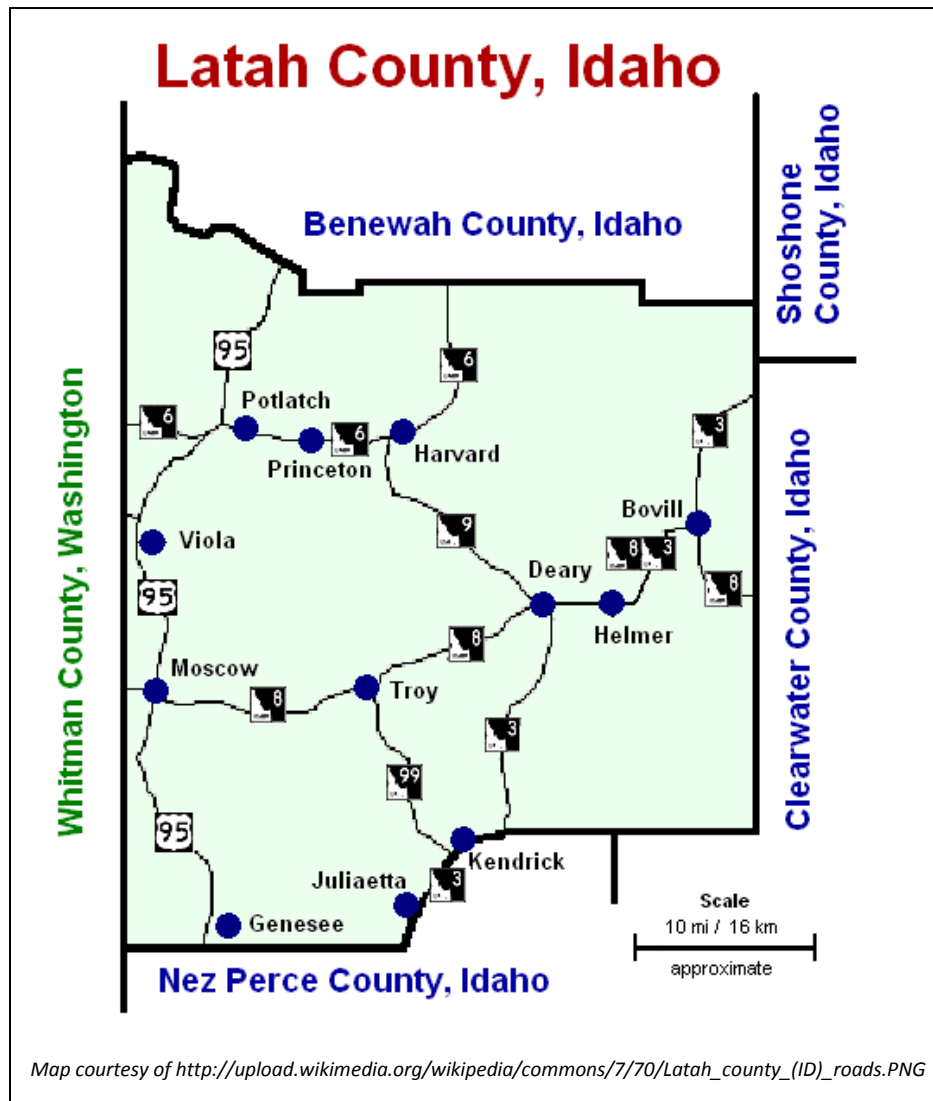 Latah County, Idaho
Shoshone
County, Idaho
Benewah County, Idaho
95
6
Potlatch
6
3
6
Princeton
Harvard
Whitman County, Washington
Clearwater County, Idaho
Bovill
9
Viola
8
3
Deary
95
8
Helmer
8
Moscow
Troy
8
3
99
95
Kendrick
Juliaetta
3
Scale
10 mi / 16 km
Genesee
approximate
Nez Perce County, Idaho
Map courtesy of http://upload.wikimedia.org/wikipedia/commons/7/70/Latah_county_(ID)_roads.PNG